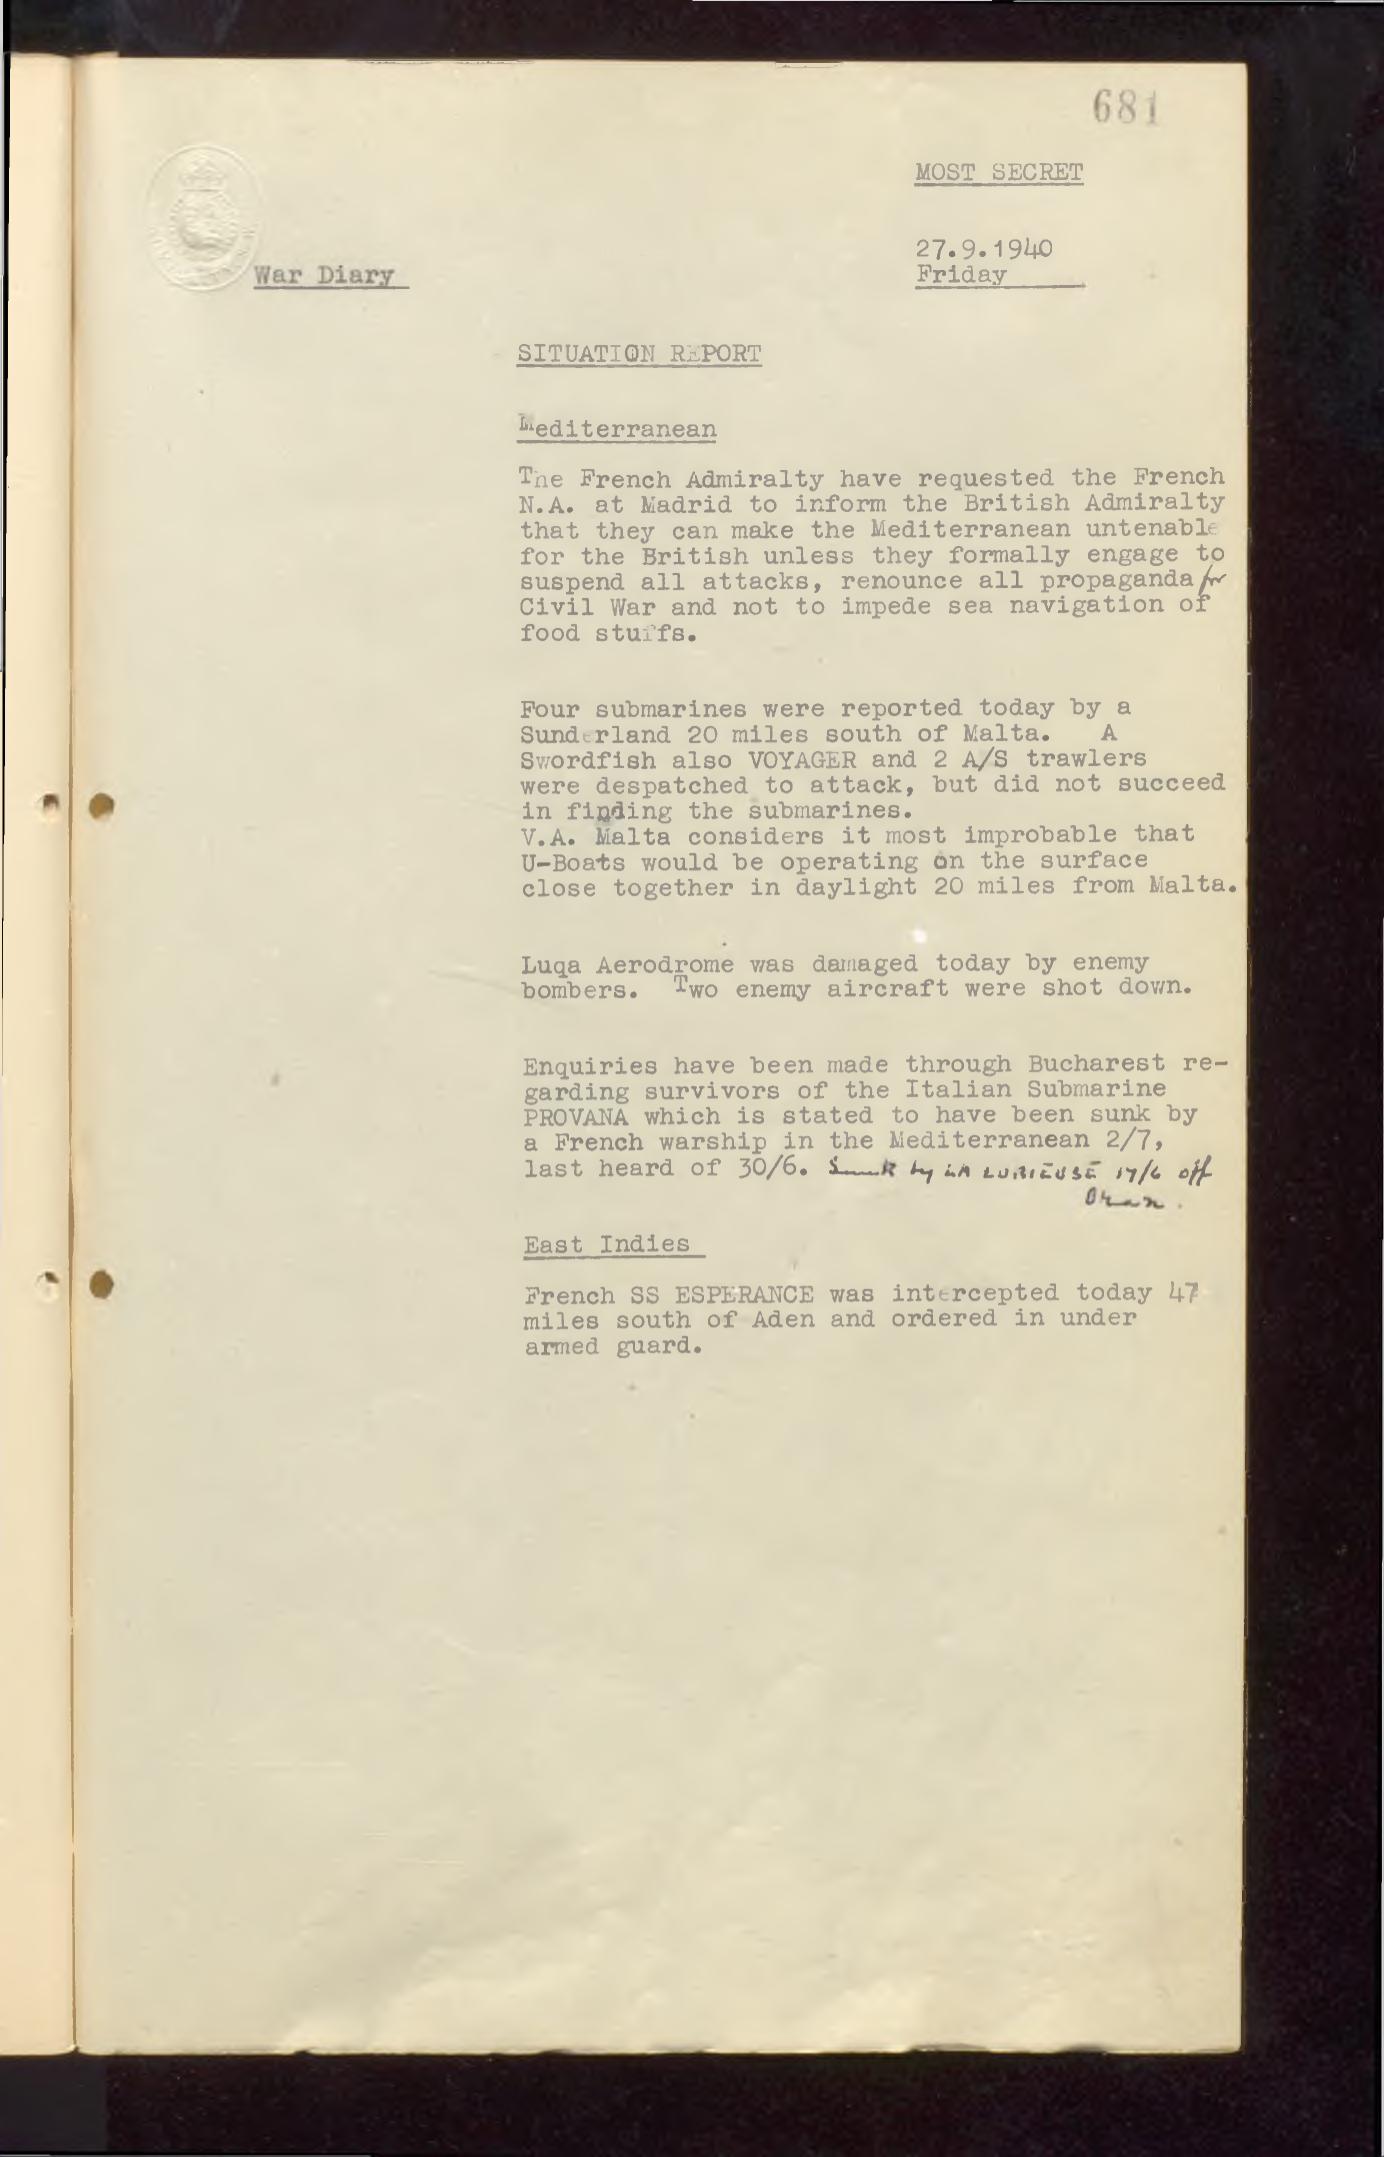 681
MOST SECRET
27.9.1940
War Diary
Friday
SITUATION REPORT
Mediterranean
The French Admiralty have requested the French
N.A. at Madrid to inform the British Admiralty
that they can make the Mediterranean untenable
for the British unless they formally engage to
suspend all attacks, renounce all propaganda for
Civil War and not to impede sea navigation of
food stuffs.
Four submarines were reported today by a
Sunderland 20 miles south of Malta. A
Swordfish also VOYAGER and 2 A/S trawlers
were despatched to attack, but did not succeed
in finding the submarines.
V.A. Malta considers it most improbable that
U-Boats would be operating on the surface
close together in daylight 20 miles from Malta.
Luqa Aerodrome was damaged today by enemy
bombers. Two enemy aircraft were shot down.
Enquiries have been made through Bucharest re-
garding survivors of the Italian Submarine
PROVANA which is stated to have been sunk by
a French warship in the Mediterranean 2/7,
last heard of 30/6. Sunk by LA CURIEUSE 17/6 off
Oran.
East Indies
French SS ESPERANCE was intercepted today 47
miles south of Aden and ordered in under
armed guard.